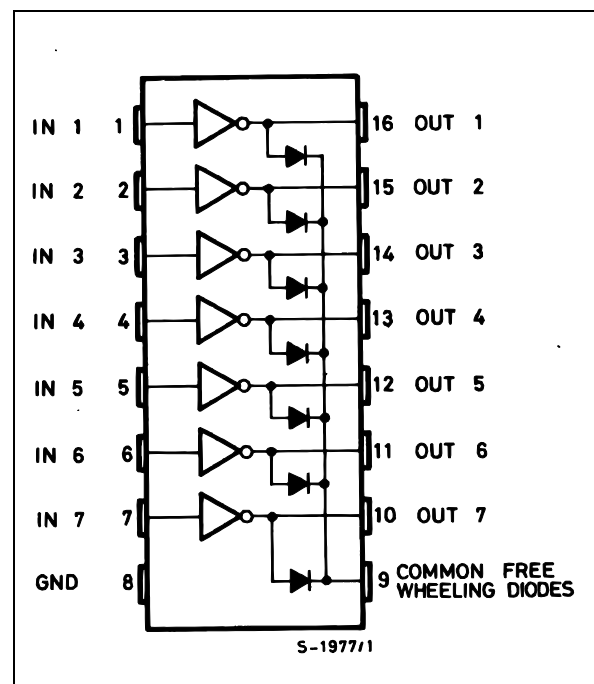 IN 1 1 16 OUT 1
IN 2 2 15 OUT 2
IN 3 3 14 OUT 3
IN 4 4 13 OUT 4
IN 5 5 12 OUT 5
IN 6 6 11 OUT 6
IN 7 7 10 OUT 7
GND 8 9 COMMON FREE
WHEELING DIODES
S-1977/1